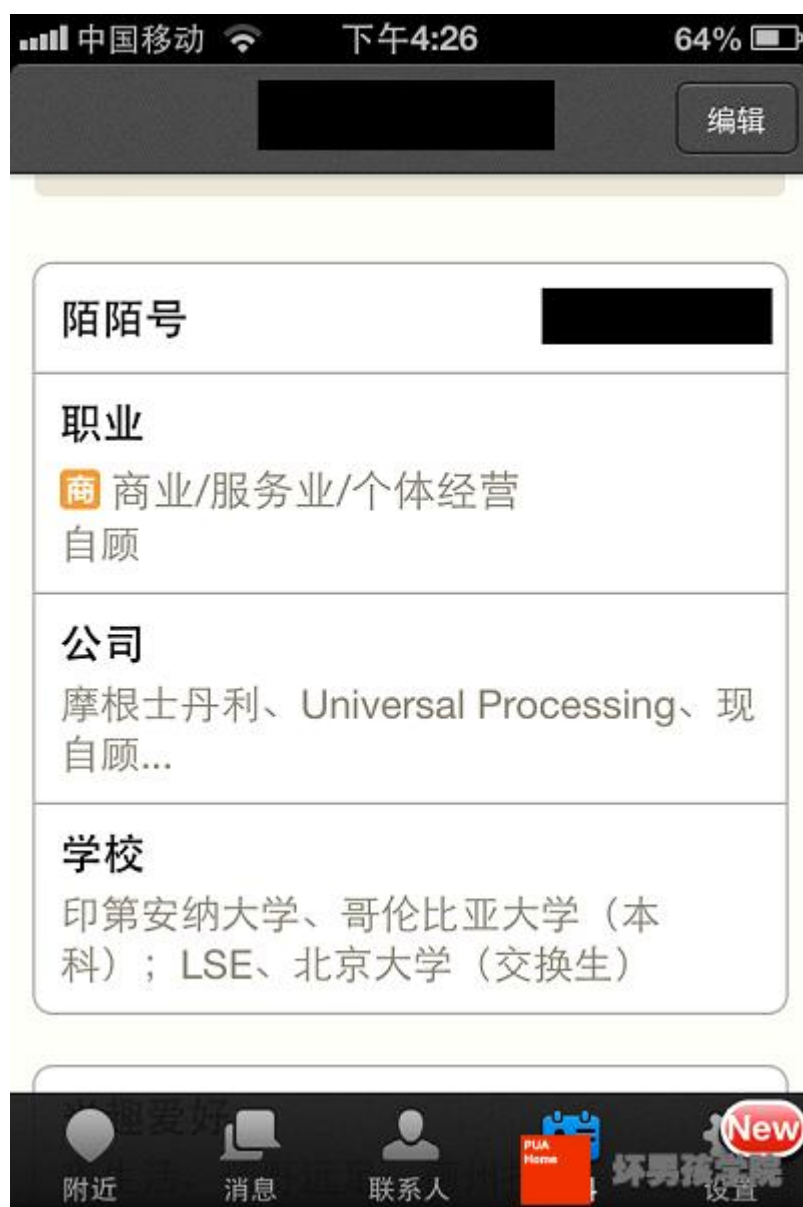 中国移动 下午4:26 64%
编辑
陌陌号
职业
商 商业/服务业/个体经营
自顾
公司
摩根士丹利、Universal Processing、现
自顾...
学校
印第安纳大学、哥伦比亚大学（本
科）；LSE、北京大学（交换生）
兴趣爱好
New
PUA
Home
坏男孩学院
附近 消息 联系人 设置